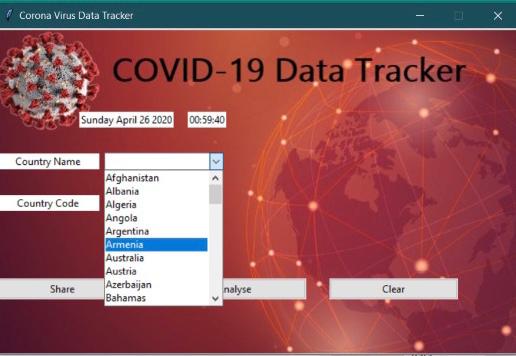 Corona Virus Data Tracker
COVID-19 Data Tracker
Sunday April 26 2020 00:59:40
Country Name
Afghanistan
Albania
Algeria
Country Code
Angola
Argentina
Armenia
Australia
Austria
Azerbaijan
Bahamas
Share nalyse Clear